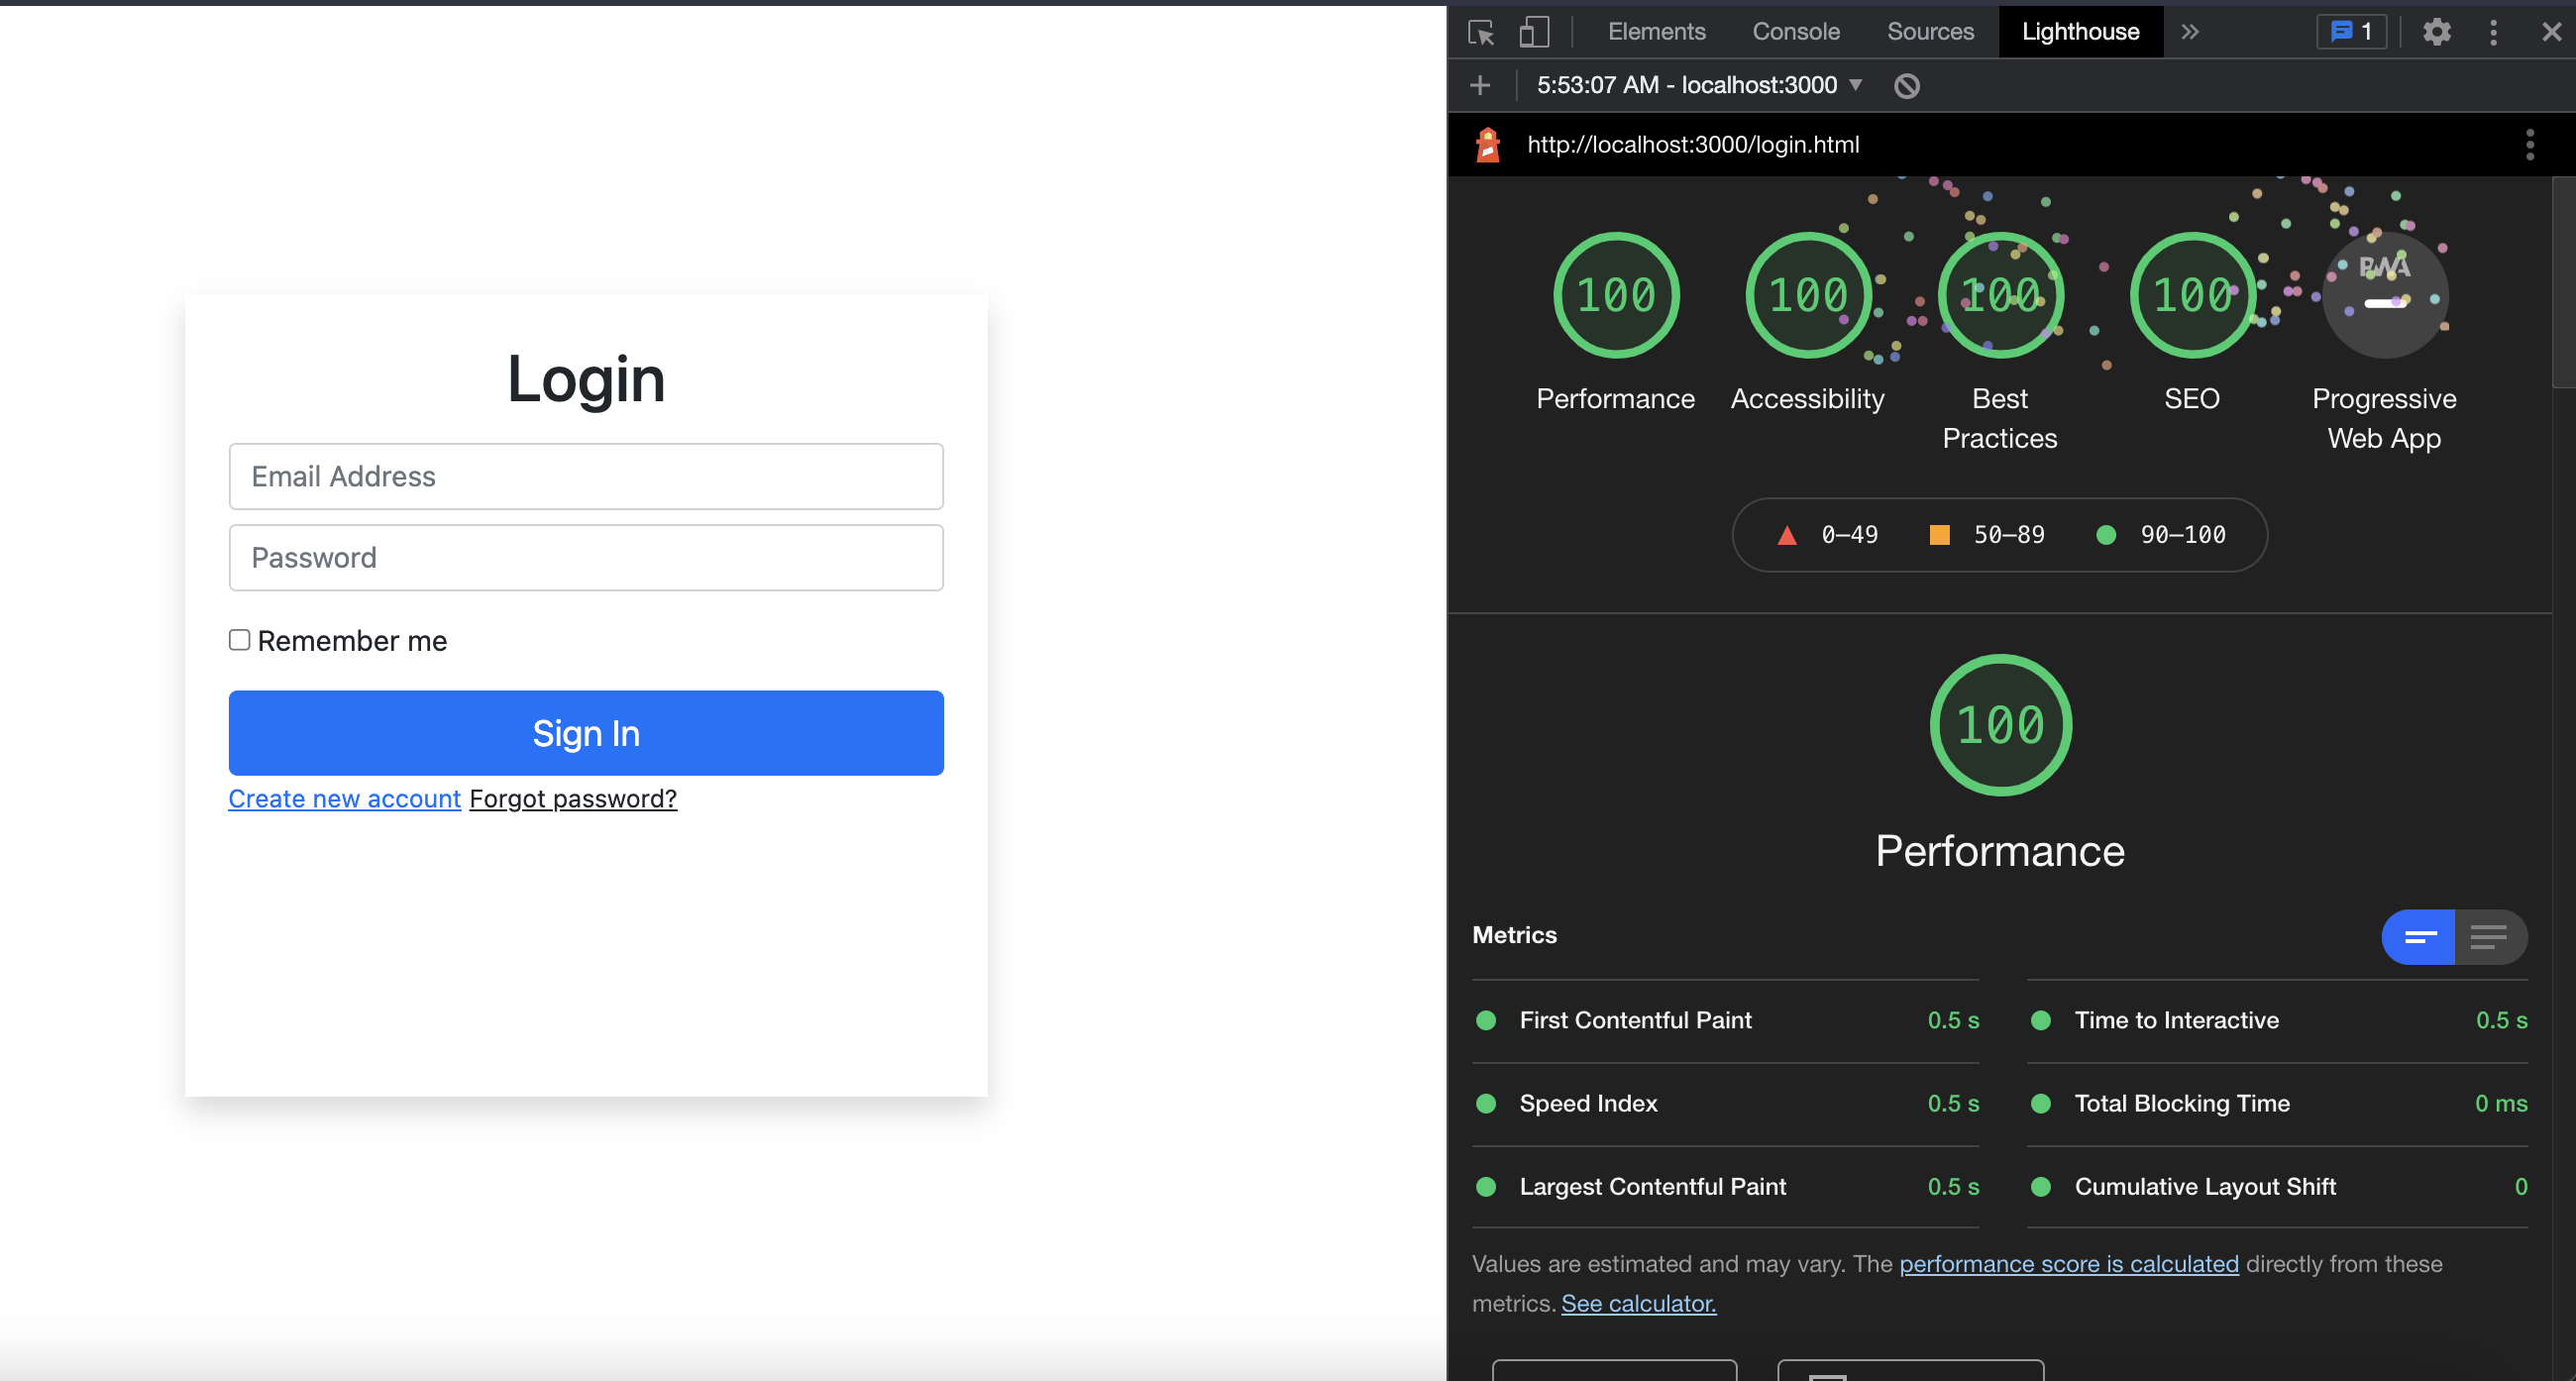 Login
Email Address
Password
Remember me
Sign In
Create new account Forgot password?
Elements Console Sources Lighthouse » 1
5:53:07 AM - localhost:3000
http://localhost:3000/login.html
100 100 100 100 PWA
Performance Accessibility Best Practices SEO Progressive Web App
0–49 50–89 90–100
100
Performance
Metrics
First Contentful Paint 0.5 s
Time to Interactive 0.5 s
Speed Index 0.5 s
Total Blocking Time 0 ms
Largest Contentful Paint 0.5 s
Cumulative Layout Shift 0
Values are estimated and may vary. The performance score is calculated directly from these
metrics. See calculator.